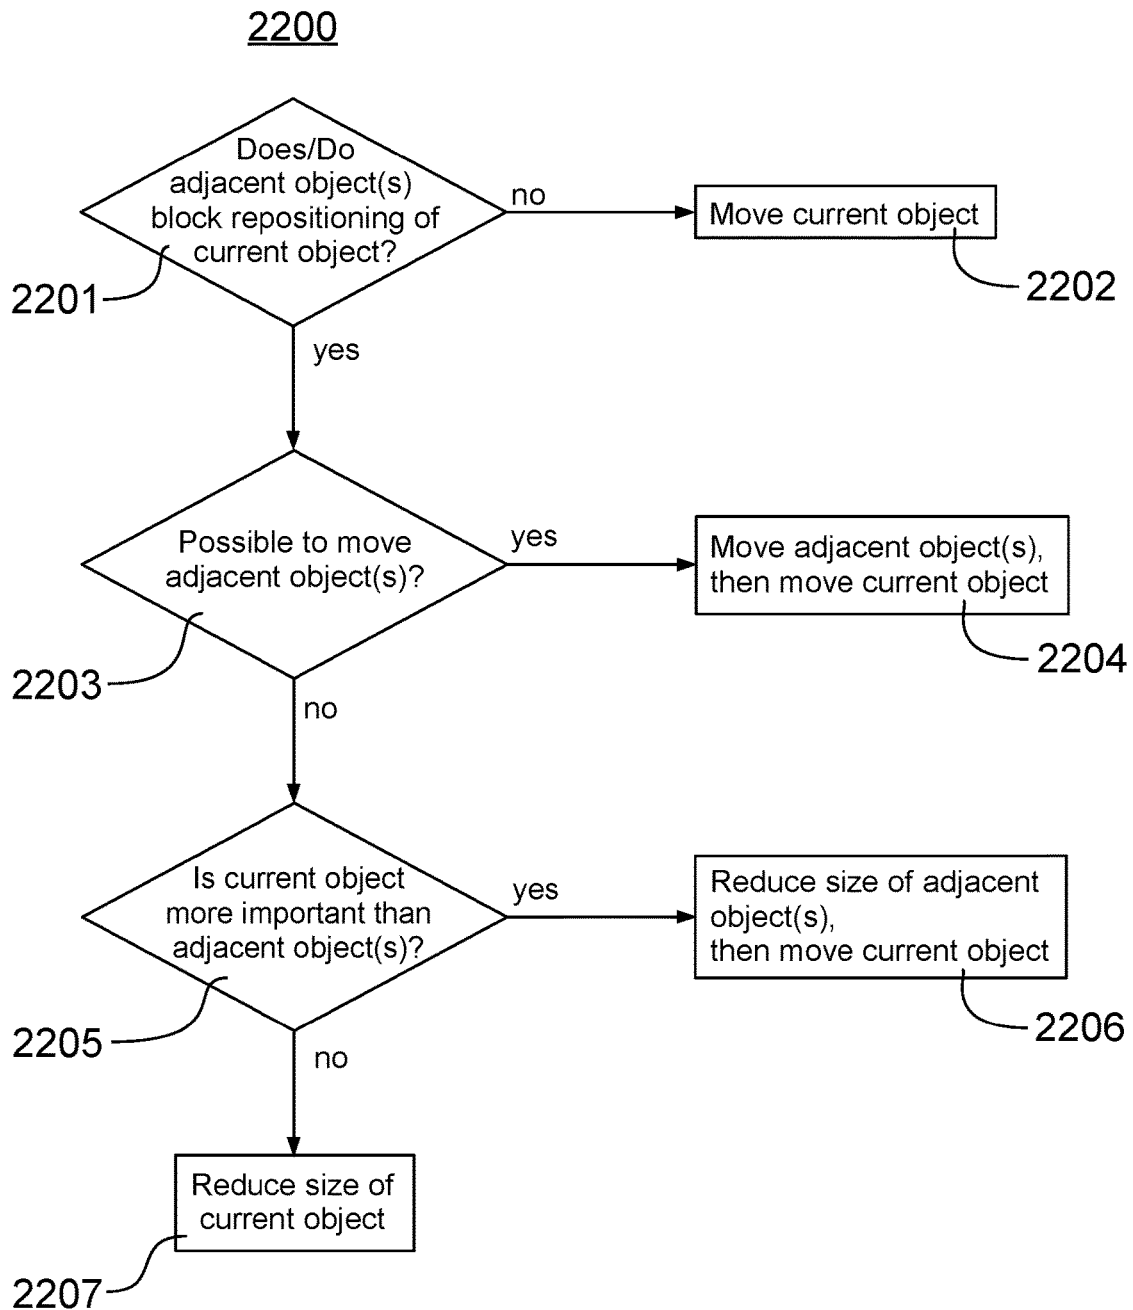 2200
Does/Do
adjacent object(s)
block repositioning of
current object?
no
Move current object
2201
2202
yes
Possible to move
adjacent object(s)?
yes
Move adjacent object(s),
then move current object
2203
2204
no
Is current object
more important than
adjacent object(s)?
yes
Reduce size of adjacent
object(s),
then move current object
2205
2206
no
Reduce size of
current object
2207